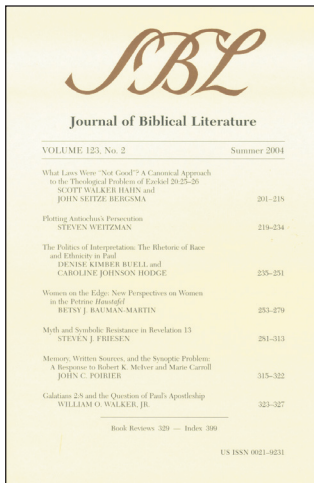 JBL
Journal of Biblical Literature
VOLUME 123, No. 2 Summer 2004
What Laws Were "Not Good"? A Canonical Approach
to the Theological Problem of Ezekiel 20:25–26
SCOTT WALKER HAHN and
JOHN SEITZE BERGSMA 201–218
Plotting Antiochus's Persecution
STEVEN WEITZMAN 219–234
The Politics of Interpretation: The Rhetoric of Race
and Ethnicity in Paul
DENISE KIMBER BUELL and
CAROLINE JOHNSON HODGE 235–251
Women on the Edge: New Perspectives on Women
in the Petrine Haustafel
BETSY J. BAUMAN-MARTIN 253–279
Myth and Symbolic Resistance in Revelation 13
STEVEN J. FRIESEN 281–313
Memory, Written Sources, and the Synoptic Problem:
A Response to Robert K. McIver and Marie Carroll
JOHN C. POIRIER 315–322
Galatians 2:8 and the Question of Paul's Apostleship
WILLIAM O. WALKER, JR. 323–327
Book Reviews 329 — Index 399
US ISSN 0021–9231